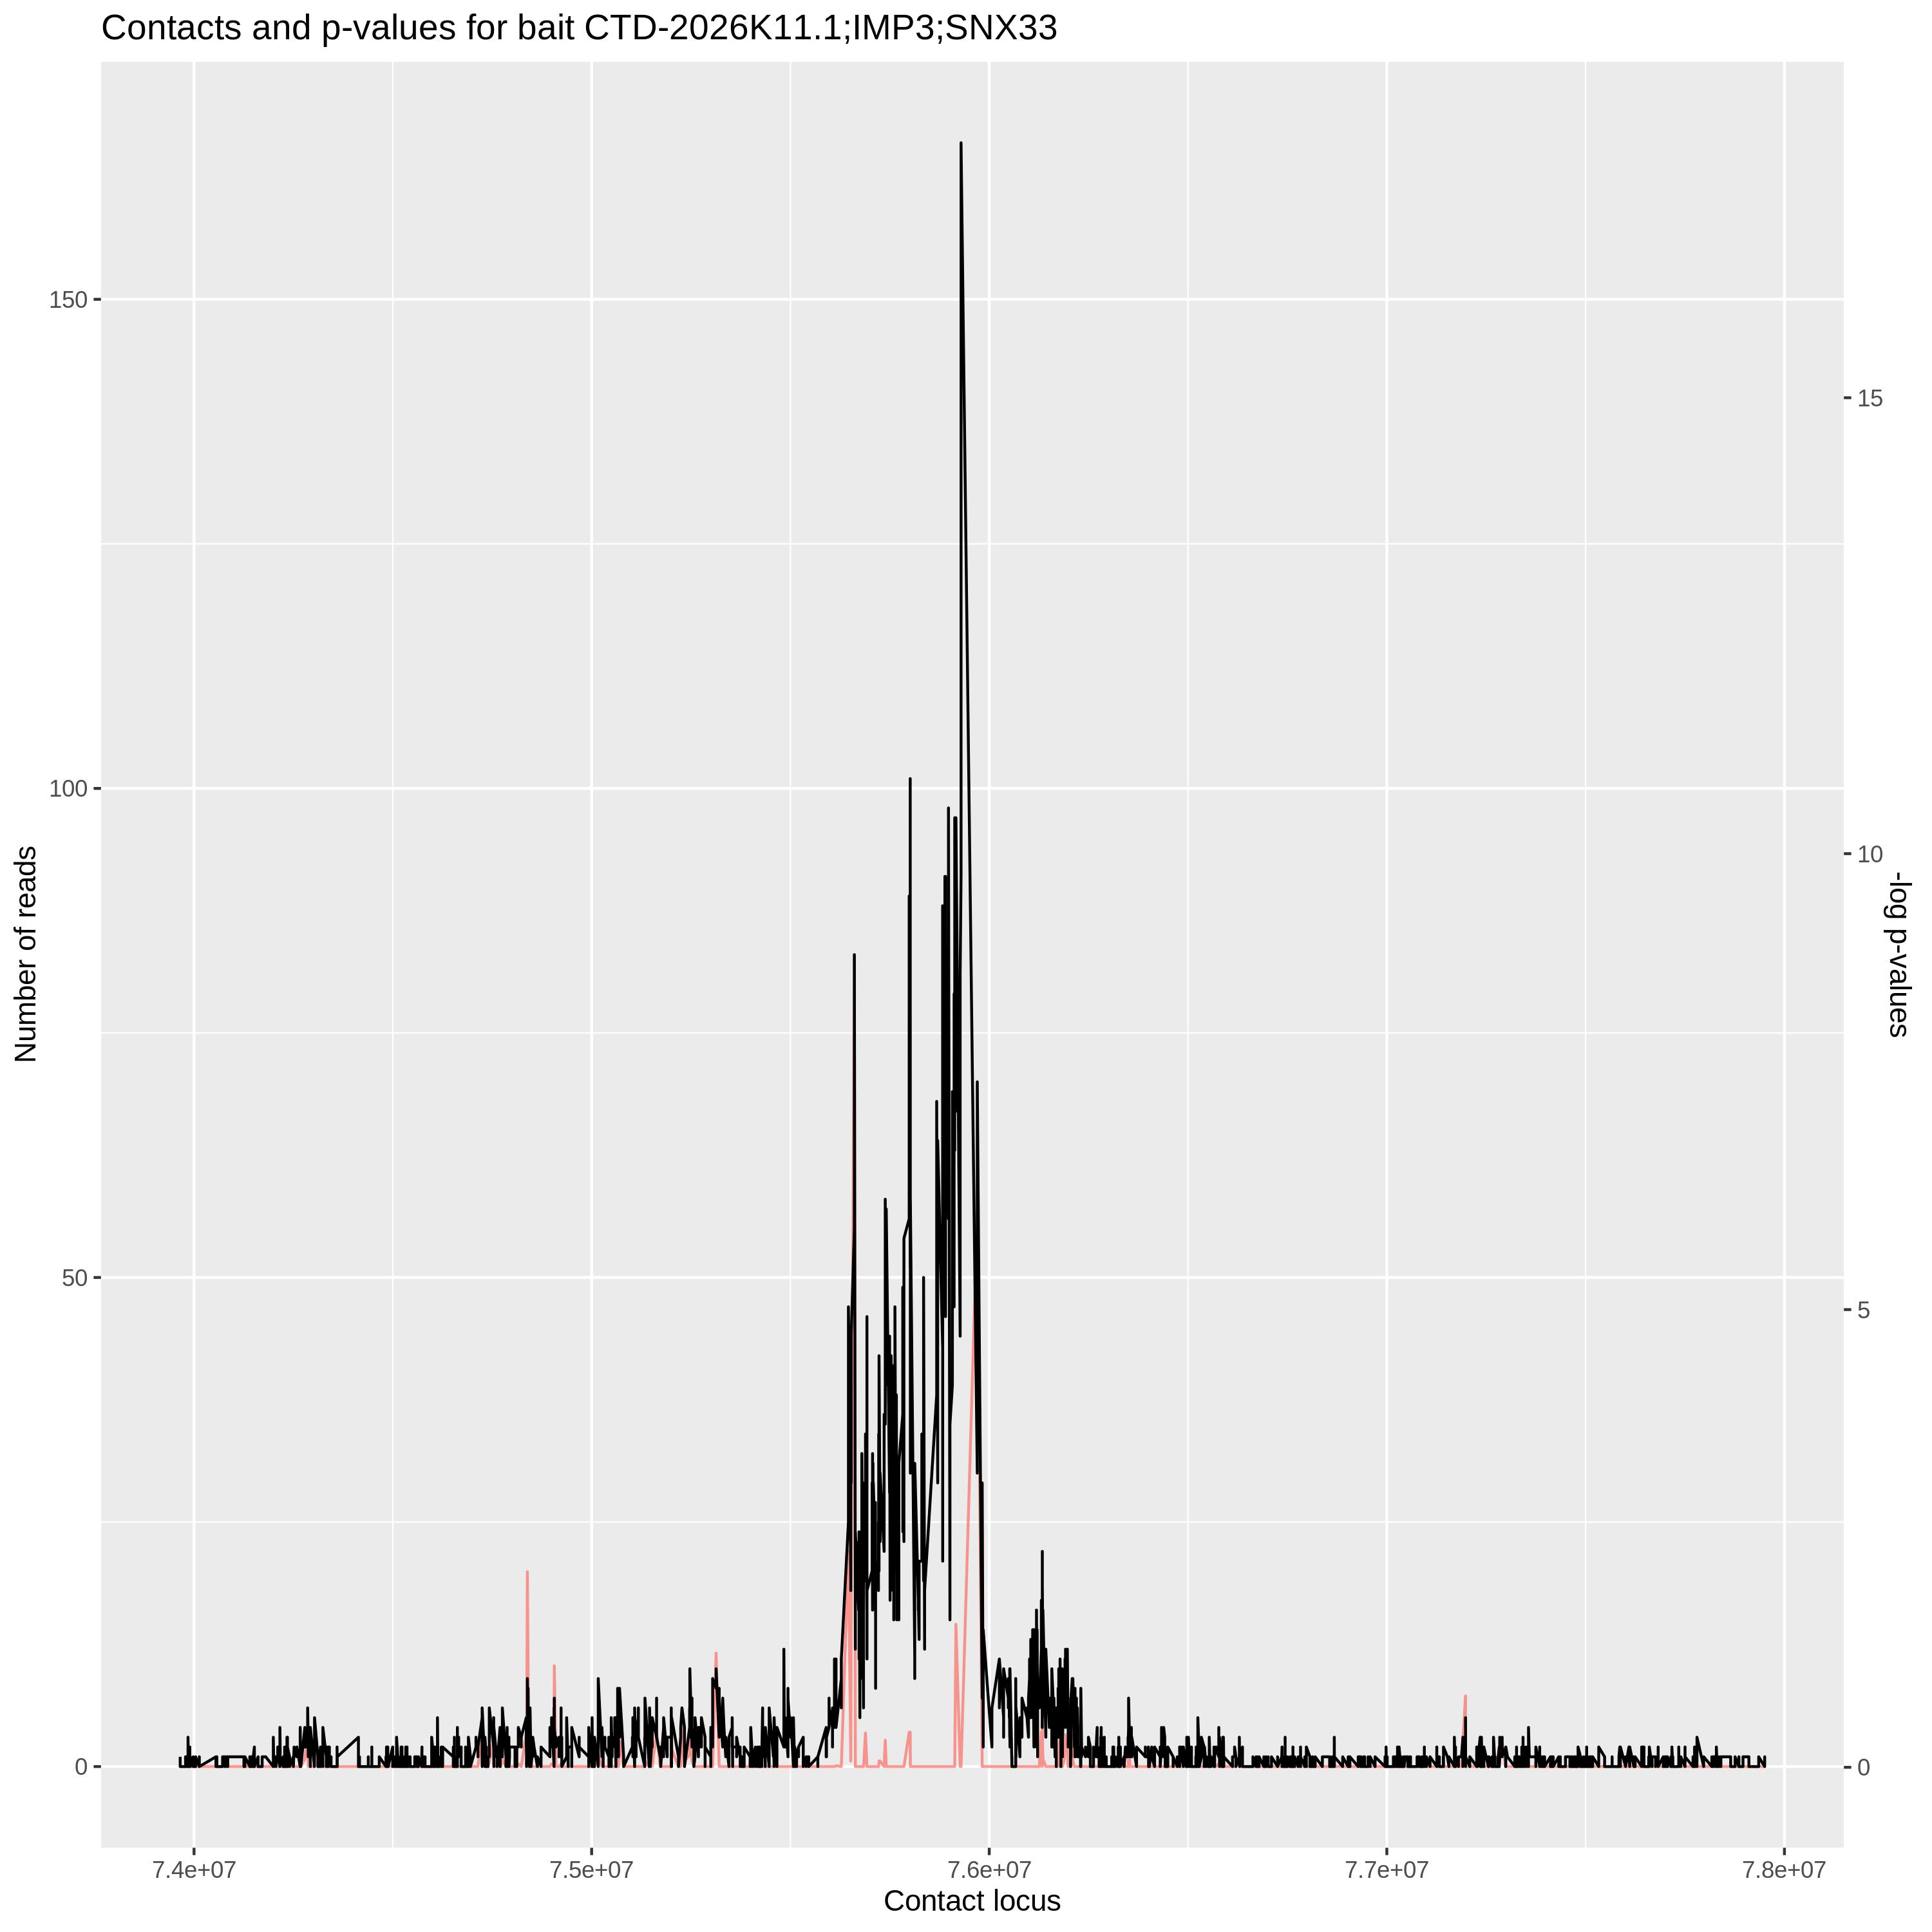 Contacts and p-values for bait CTD-2026K11.1;IMP3;SNX33
150
100
50
0
Number of reads
15
10
5
0
-log p-values
7.4e+07 7.5e+07 7.6e+07 7.7e+07 7.8e+07
Contact locus